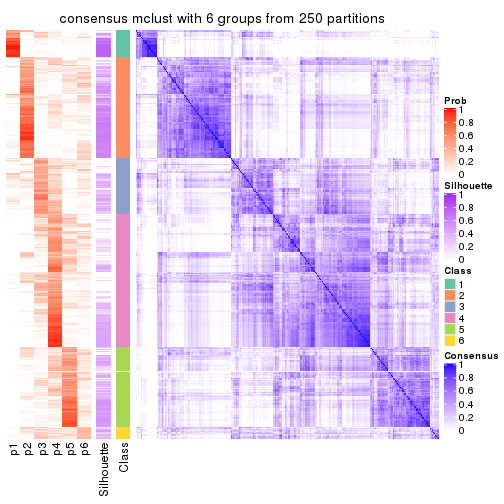 consensus mclust with 6 groups from 250 partitions
Prob
1
0.8
0.6
0.4
0.2
0
Silhouette
1
0.8
0.6
0.4
0.2
0
Class
1
2
3
4
5
6
Consensus
1
0.8
0.6
0.4
0.2
0
p1
p2
p3
p4
p5
p6
Silhouette
Class